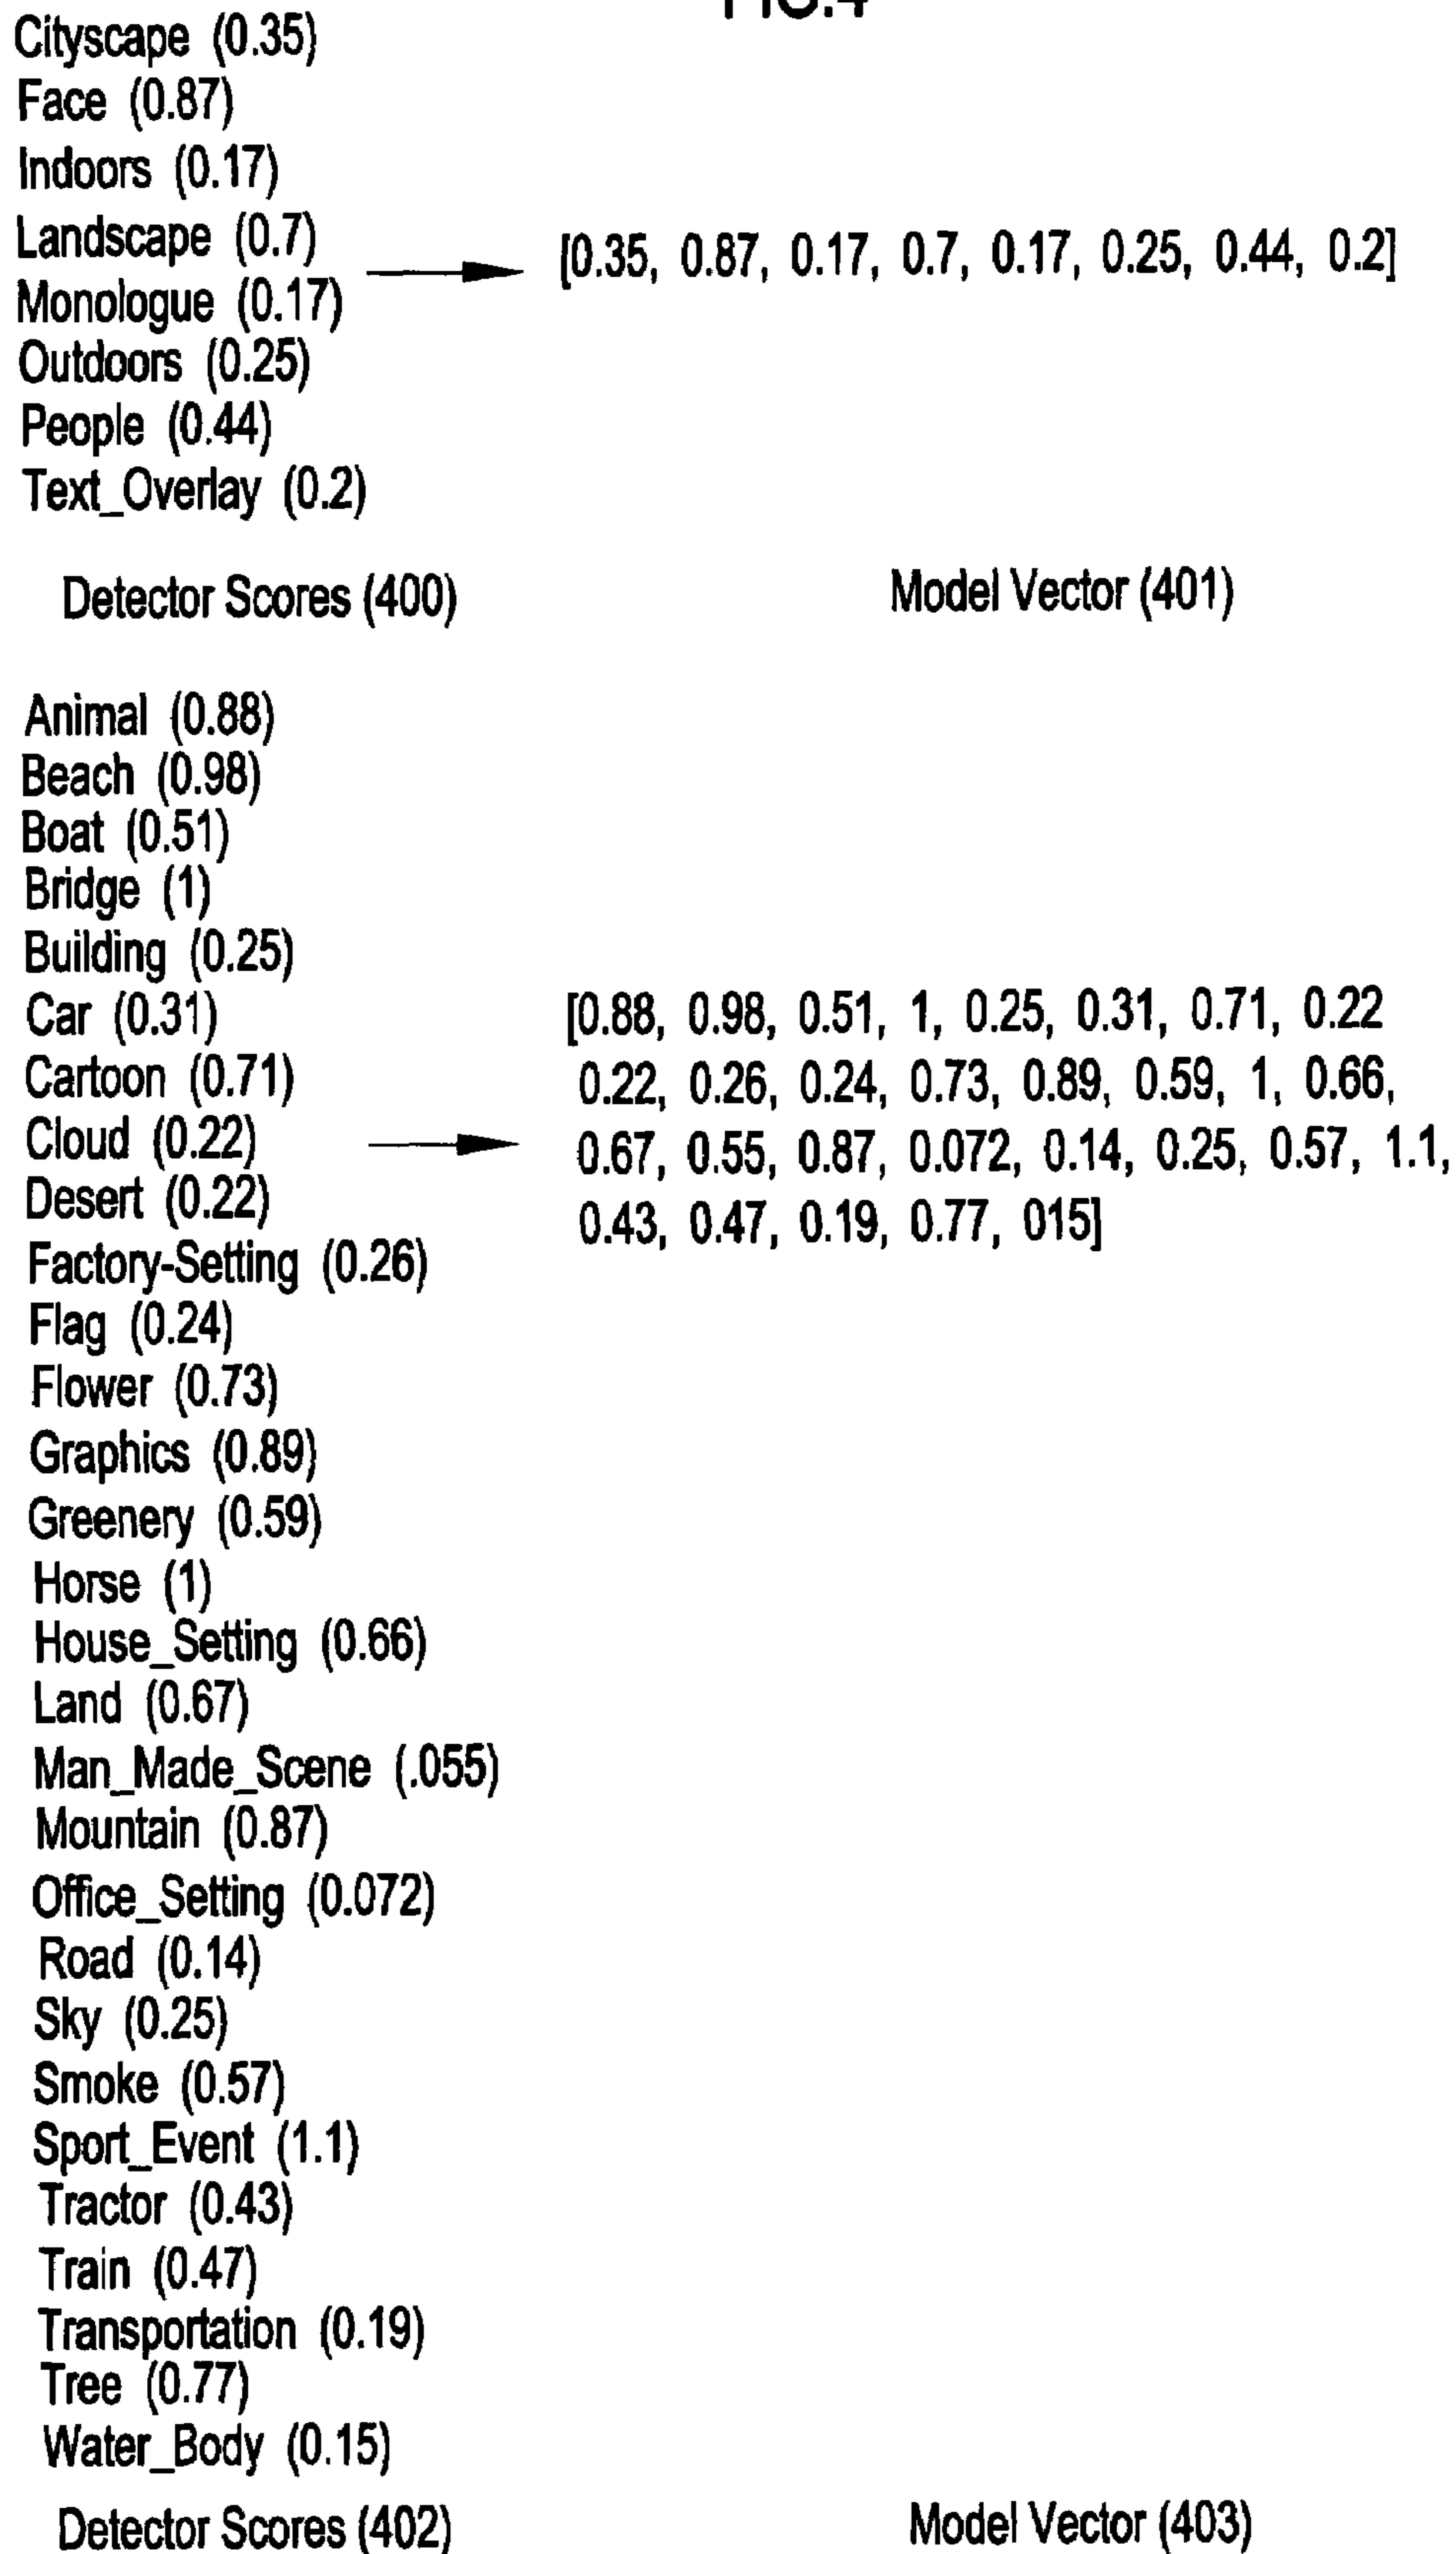 FIG.4
Cityscape (0.35)
Face (0.87)
Indoors (0.17)
Landscape (0.7)
Monologue (0.17)
Outdoors (0.25)
People (0.44)
Text_Overlay (0.2)
[0.35, 0.87, 0.17, 0.7, 0.17, 0.25, 0.44, 0.2]
Detector Scores (400)
Model Vector (401)
Animal (0.88)
Beach (0.98)
Boat (0.51)
Bridge (1)
Building (0.25)
Car (0.31)
Cartoon (0.71)
Cloud (0.22)
Desert (0.22)
Factory-Setting (0.26)
Flag (0.24)
Flower (0.73)
Graphics (0.89)
Greenery (0.59)
Horse (1)
House_Setting (0.66)
Land (0.67)
Man_Made_Scene (.055)
Mountain (0.87)
Office_Setting (0.072)
Road (0.14)
Sky (0.25)
Smoke (0.57)
Sport_Event (1.1)
Tractor (0.43)
Train (0.47)
Transportation (0.19)
Tree (0.77)
Water_Body (0.15)
[0.88, 0.98, 0.51, 1, 0.25, 0.31, 0.71, 0.22
0.22, 0.26, 0.24, 0.73, 0.89, 0.59, 1, 0.66,
0.67, 0.55, 0.87, 0.072, 0.14, 0.25, 0.57, 1.1,
0.43, 0.47, 0.19, 0.77, 015]
Detector Scores (402)
Model Vector (403)